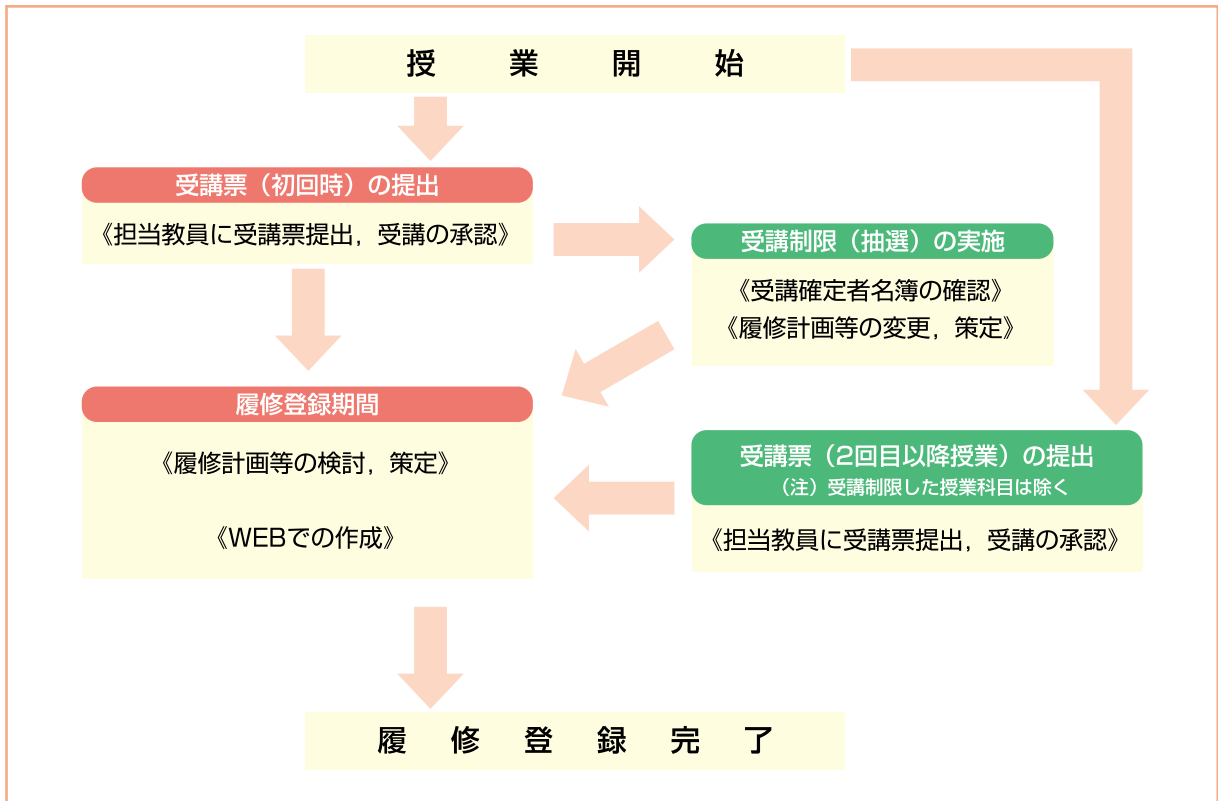 授業開始
受講票（初回時）の提出
《担当教員に受講票提出，受講の承認》
受講制限（抽選）の実施
《受講確定者名簿の確認》
《履修計画等の変更，策定》
履修登録期間
《履修計画等の検討，策定》
《WEBでの作成》
受講票（2回目以降授業）の提出
（注）受講制限した授業科目は除く
《担当教員に受講票提出，受講の承認》
履修登録完了